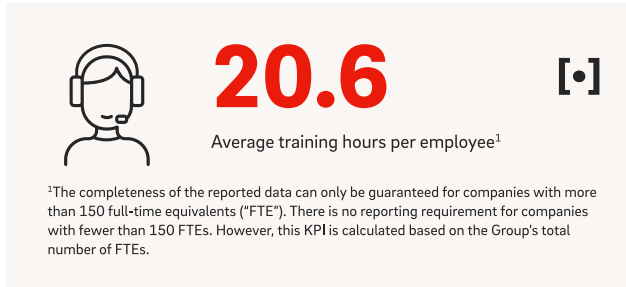 20.6
[•]
Average training hours per employee¹
¹The completeness of the reported data can only be guaranteed for companies with more
than 150 full-time equivalents (“FTE”). There is no reporting requirement for companies
with fewer than 150 FTEs. However, this KPI is calculated based on the Group’s total
number of FTEs.